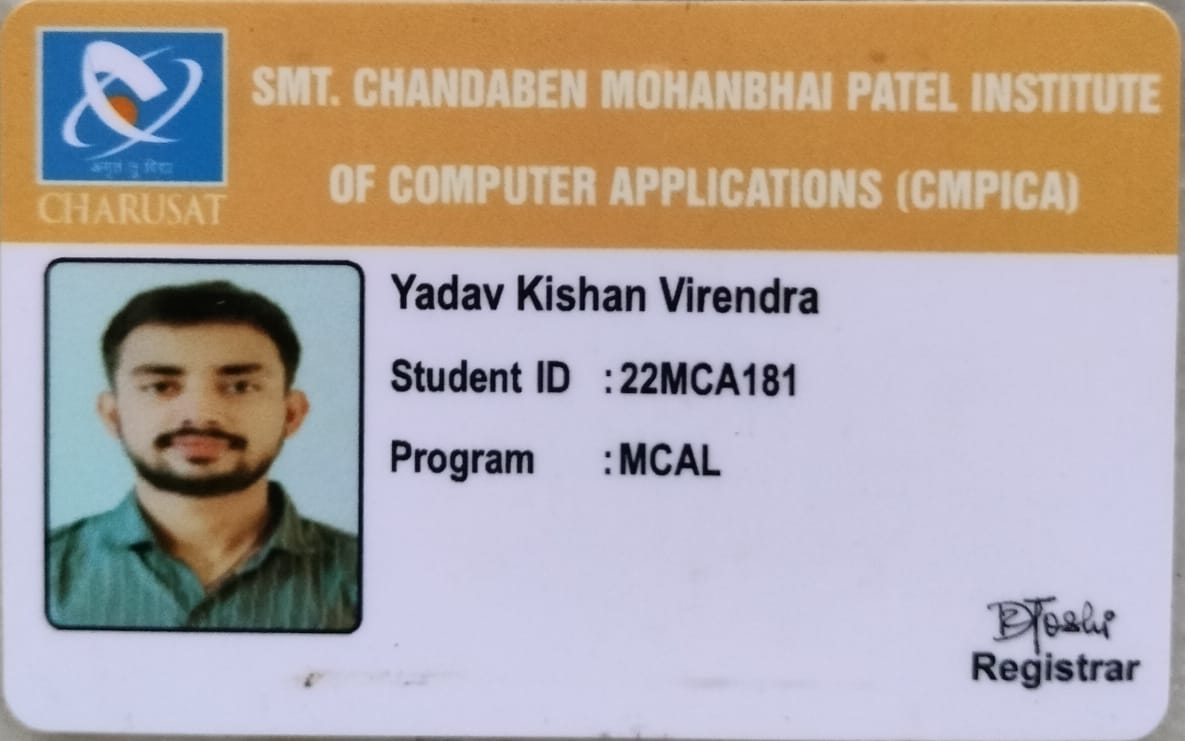 अमृतं तु विद्या
CHARUSAT
SMT. CHANDABEN MOHANBHAI PATEL INSTITUTE
OF COMPUTER APPLICATIONS (CMPICA)
Yadav Kishan Virendra
Student ID : 22MCA181
Program : MCAL
BJoshi
Registrar